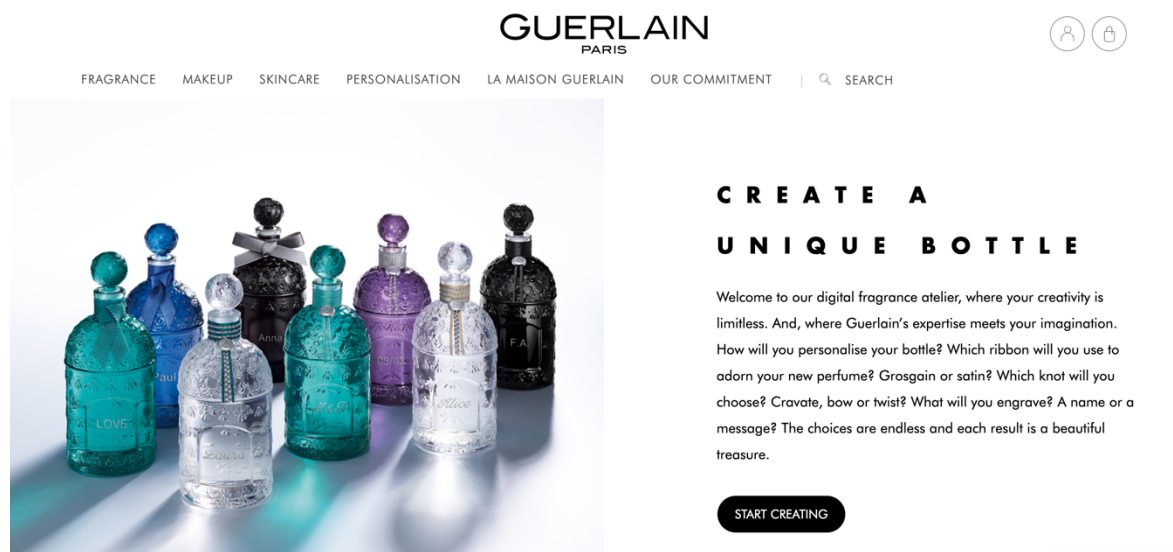 GUERLAIN
PARIS
FRAGRANCE MAKEUP SKINCARE PERSONALISATION LA MAISON GUERLAIN OUR COMMITMENT | SEARCH
CREATE A
UNIQUE BOTTLE
Welcome to our digital fragrance atelier, where your creativity is
limitless. And, where Guerlain's expertise meets your imagination.
How will you personalise your bottle? Which ribbon will you use to
adorn your new perfume? Grosgain or satin? Which knot will you
choose? Cravate, bow or twist? What will you engrave? A name or a
message? The choices are endless and each result is a beautiful
treasure.
START CREATING
Anna
F.A
Paul
Alice
LOVE
Laura